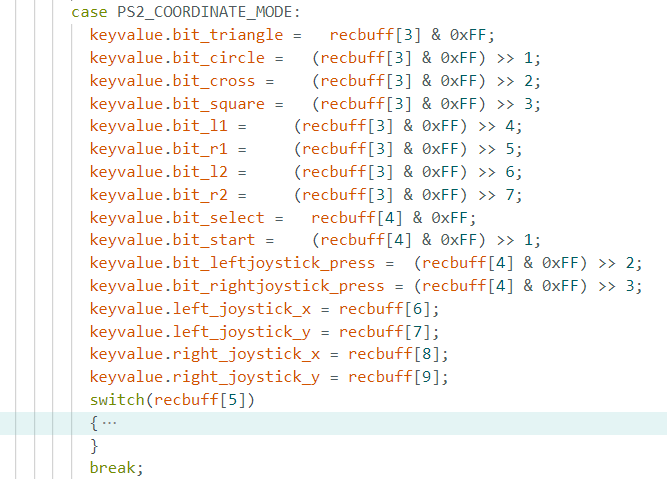 case PS2_COORDINATE_MODE:
keyvalue.bit_triangle =   recbuff[3] & 0xFF;
keyvalue.bit_circle =   (recbuff[3] & 0xFF) >> 1;
keyvalue.bit_cross =    (recbuff[3] & 0xFF) >> 2;
keyvalue.bit_square =   (recbuff[3] & 0xFF) >> 3;
keyvalue.bit_l1 =     (recbuff[3] & 0xFF) >> 4;
keyvalue.bit_r1 =     (recbuff[3] & 0xFF) >> 5;
keyvalue.bit_l2 =     (recbuff[3] & 0xFF) >> 6;
keyvalue.bit_r2 =     (recbuff[3] & 0xFF) >> 7;
keyvalue.bit_select =   recbuff[4] & 0xFF;
keyvalue.bit_start =    (recbuff[4] & 0xFF) >> 1;
keyvalue.bit_leftjoystick_press =  (recbuff[4] & 0xFF) >> 2;
keyvalue.bit_rightjoystick_press = (recbuff[4] & 0xFF) >> 3;
keyvalue.left_joystick_x = recbuff[6];
keyvalue.left_joystick_y = recbuff[7];
keyvalue.right_joystick_x = recbuff[8];
keyvalue.right_joystick_y = recbuff[9];
switch(recbuff[5])
{⋯
}
break;